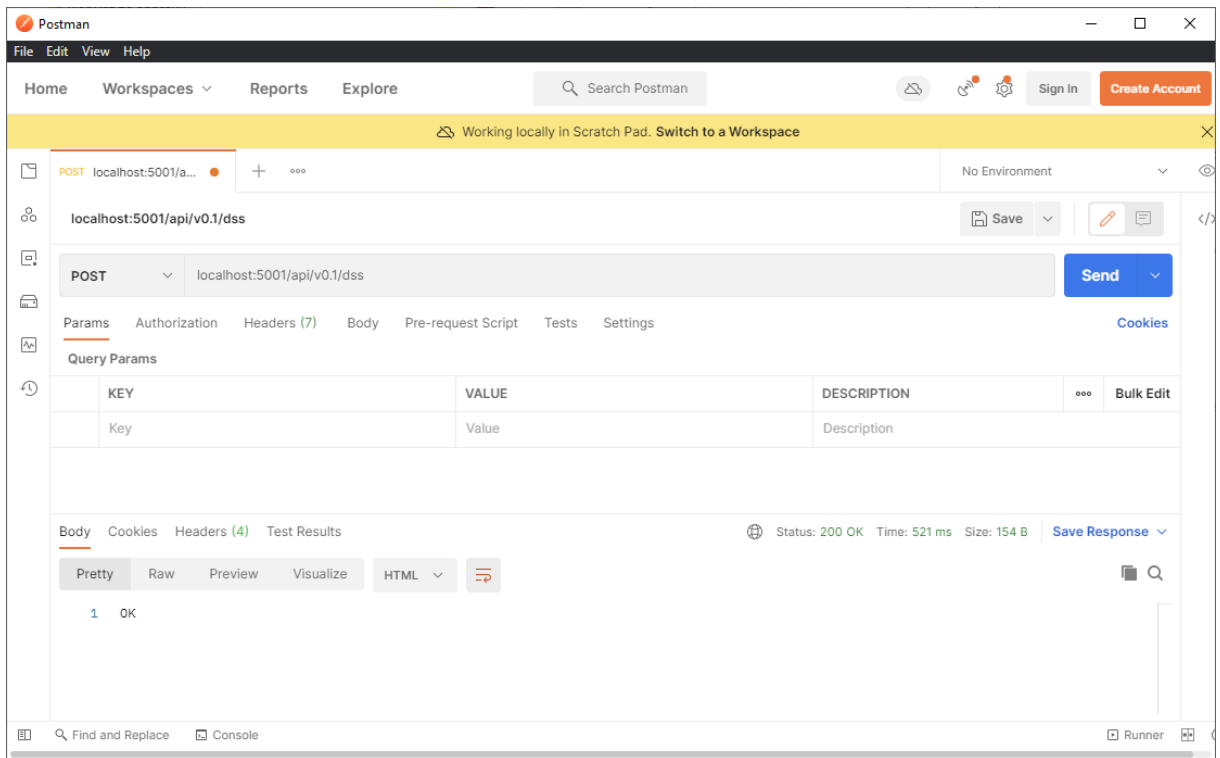 Postman
File Edit View Help
Home Workspaces Reports Explore Search Postman Sign In Create Account
Working locally in Scratch Pad. Switch to a Workspace
POST localhost:5001/a... No Environment
localhost:5001/api/v0.1/dss Save
POST localhost:5001/api/v0.1/dss Send
Params Authorization Headers (7) Body Pre-request Script Tests Settings Cookies
Query Params
KEY VALUE DESCRIPTION Bulk Edit
Key Value Description
Body Cookies Headers (4) Test Results Status: 200 OK Time: 521 ms Size: 154 B Save Response
Pretty Raw Preview Visualize HTML
1 OK
Find and Replace Console Runner